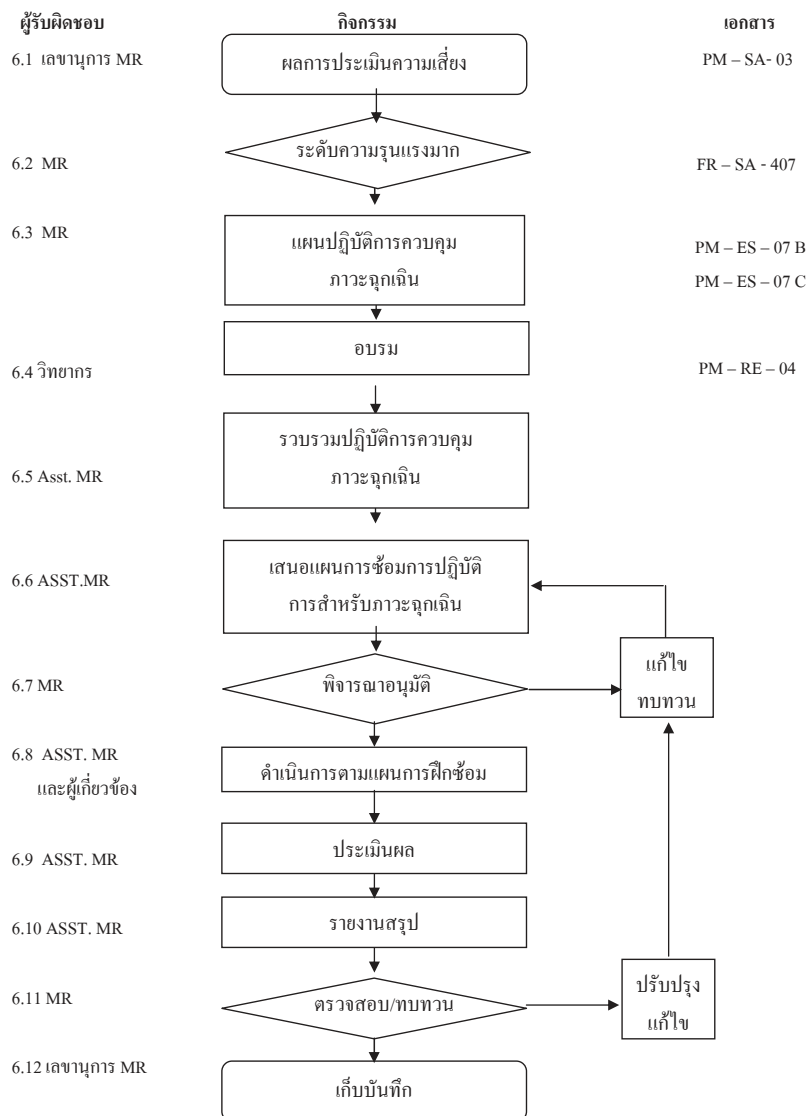 ผู้รับผิดชอบ กิจกรรม เอกสาร
6.1 เลขานุการ MR ผลการประเมินความเสี่ยง PM – SA- 03
6.2 MR ระดับความรุนแรงมาก FR – SA - 407
6.3 MR แผนปฏิบัติการควบคุม PM – ES – 07 B
ภาวะฉุกเฉิน PM – ES – 07 C
อบรม
6.4 วิทยากร PM – RE – 04
รวบรวมปฏิบัติการควบคุม
6.5 Asst. MR ภาวะฉุกเฉิน
6.6 ASST.MR เสนอแผนการซ้อมการปฏิบัติ
การสำหรับภาวะฉุกเฉิน
6.7 MR พิจารณาอนุมัติ แก้ไข
ทบทวน
6.8 ASST. MR ดำเนินการตามแผนการฝึกซ้อม
และผู้เกี่ยวข้อง
6.9 ASST. MR ประเมินผล
6.10 ASST. MR รายงานสรุป
6.11 MR ตรวจสอบ/ทบทวน ปรับปรุง
แก้ไข
6.12 เลขานุการ MR เก็บบันทึก